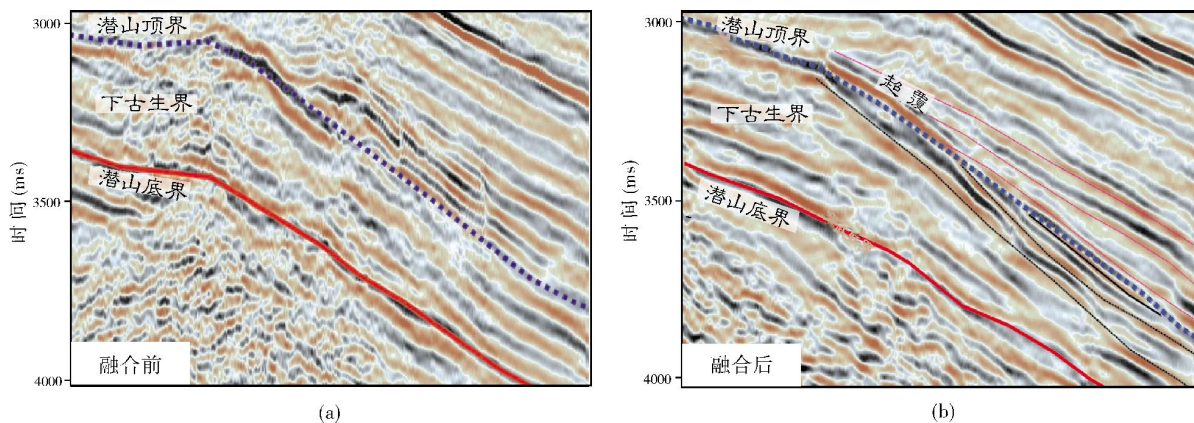 3000
潜山顶界
下古生界
潜山底界
3500
时间(ms)
融合前
4000
(a)
3000
潜山顶界
超覆
下古生界
潜山底界
3500
时间(ms)
融合后
4000
(b)